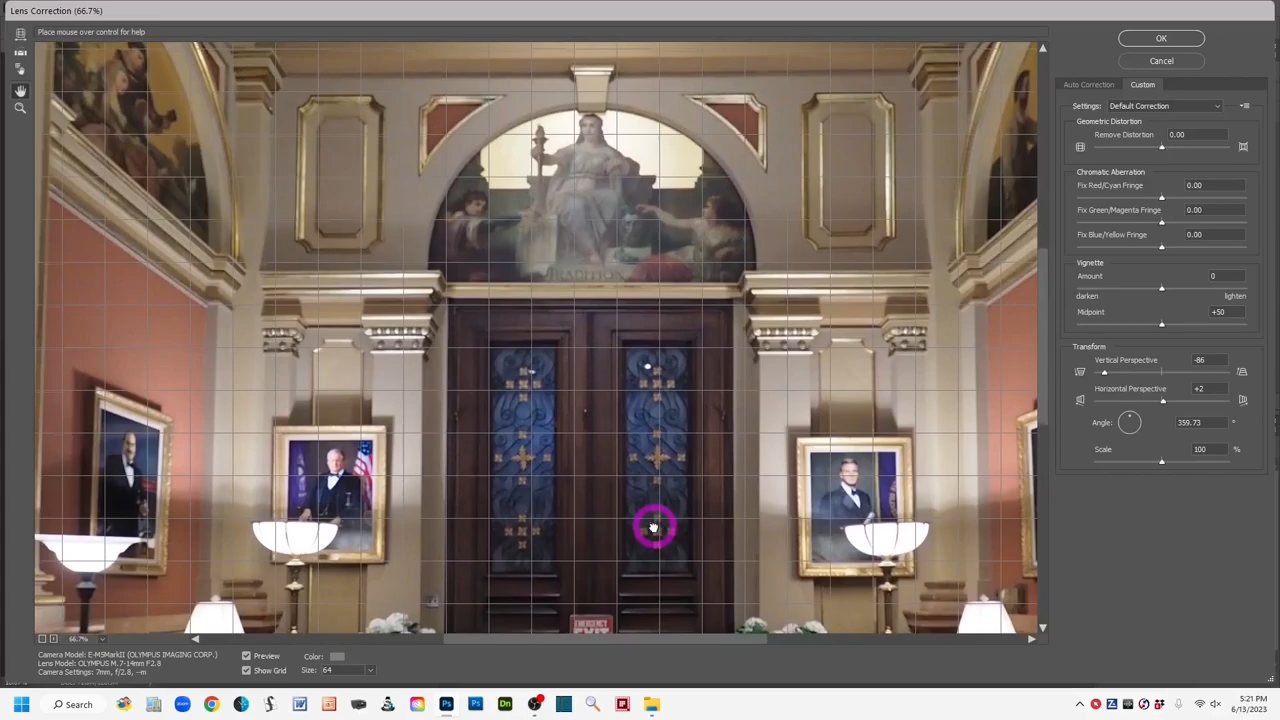 Lens Correction (66.7%)
Place mouse over control for help
OK
Cancel
Auto Correction Custom
Settings: Default Correction
Geometric Distortion
Remove Distortion 0.00
Chromatic Aberration
Fix Red/Cyan Fringe 0.00
Fix Green/Magenta Fringe 0.00
Fix Blue/Yellow Fringe 0.00
Vignette
Amount 0
darken lighten
Midpoint +50
Transform
Vertical Perspective -86
Horizontal Perspective +2
Angle: 359.73 °
Scale 100 %
TRADITION
EMERGENCY
EXIT
66.7%
Camera Model: E-M5MarkII (OLYMPUS IMAGING CORP.)
Lens Model: OLYMPUS M.7-14mm F2.8
Camera Settings: 7mm, f/2.8, --m
Preview Color:
Show Grid Size: 64
Search
5:21 PM
6/13/2023